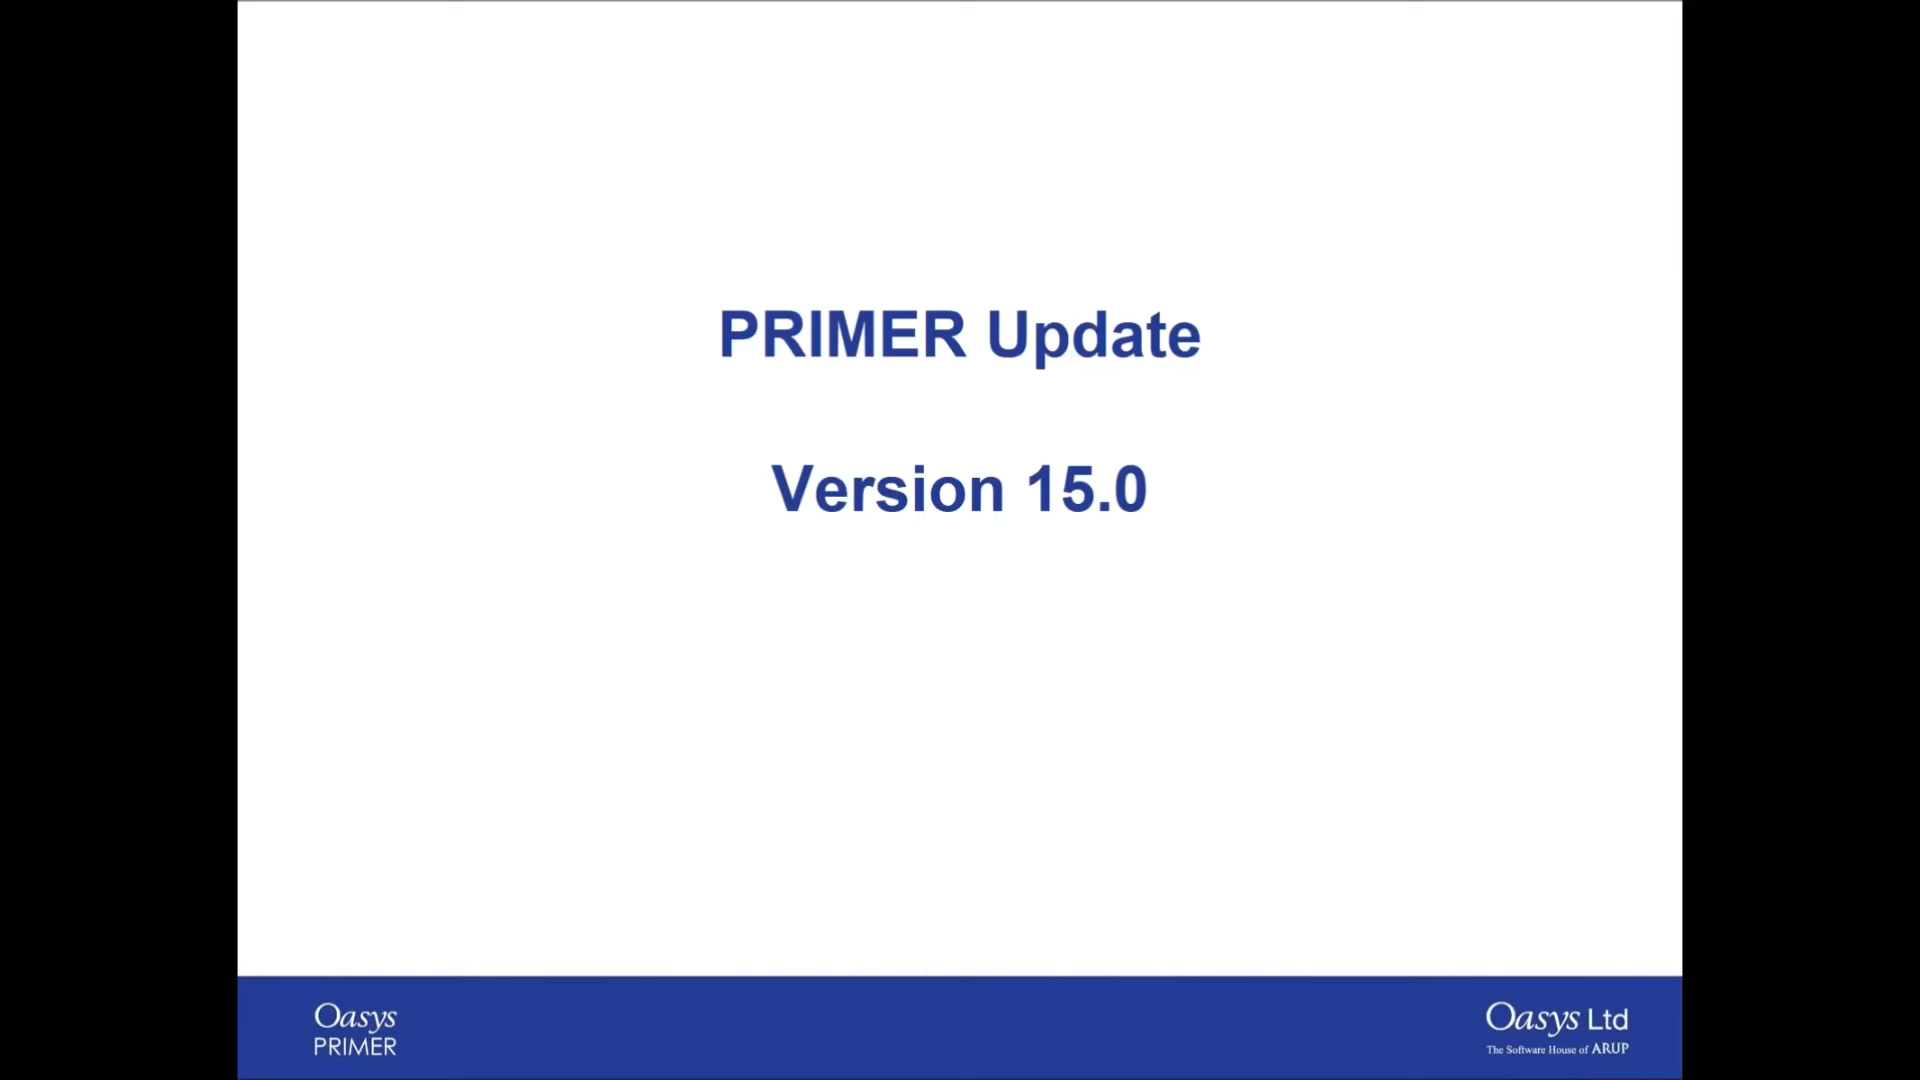 PRIMER Update
Version 15.0
Oasys
PRIMER
Oasys Ltd
The Software House of ARUP